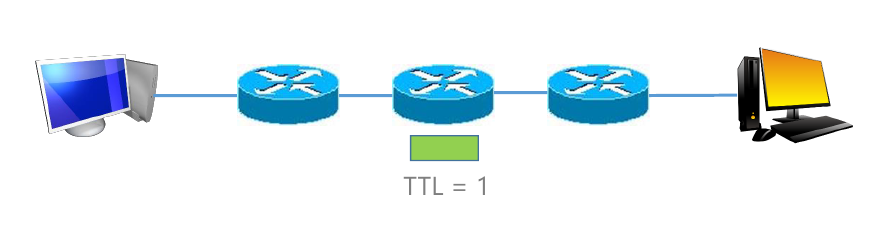 TTL = 1